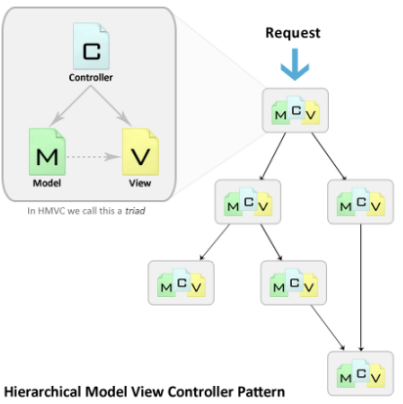 Request
C
Controller
M
V
Model
View
In HMVC we call this a triad
M C V
M C V
M C V
M C V
M C V
M C V
Hierarchical Model View Controller Pattern